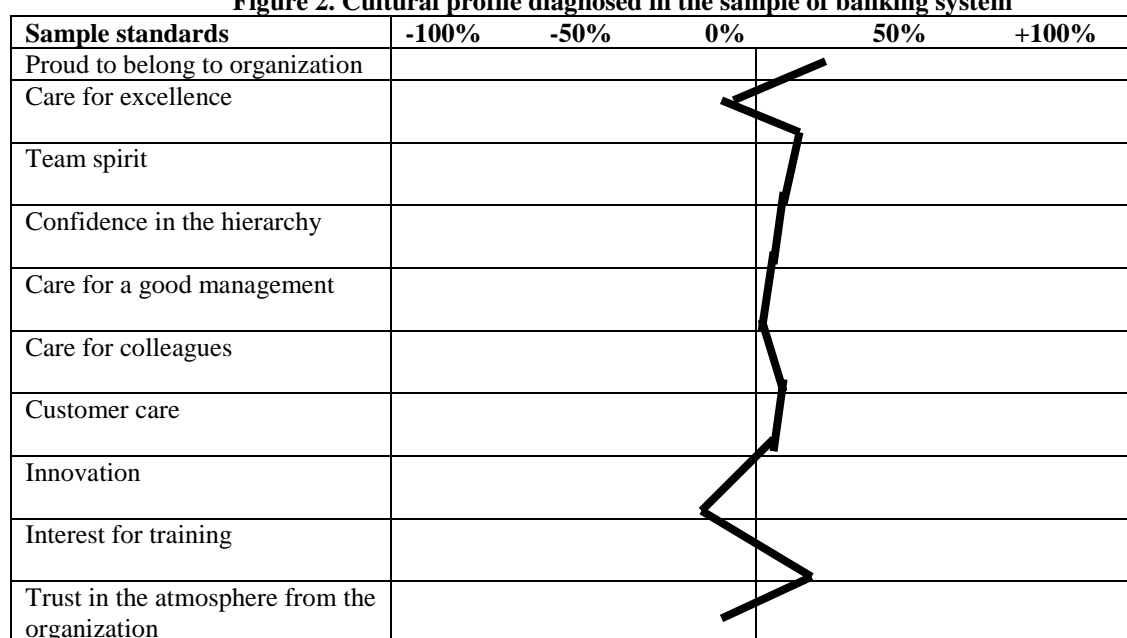 Figure 2. Cultural profile diagnosed in the sample of banking system
Sample standards -100% -50% 0% 50% +100%
Proud to belong to organization
Care for excellence
Team spirit
Confidence in the hierarchy
Care for a good management
Care for colleagues
Customer care
Innovation
Interest for training
Trust in the atmosphere from the
organization